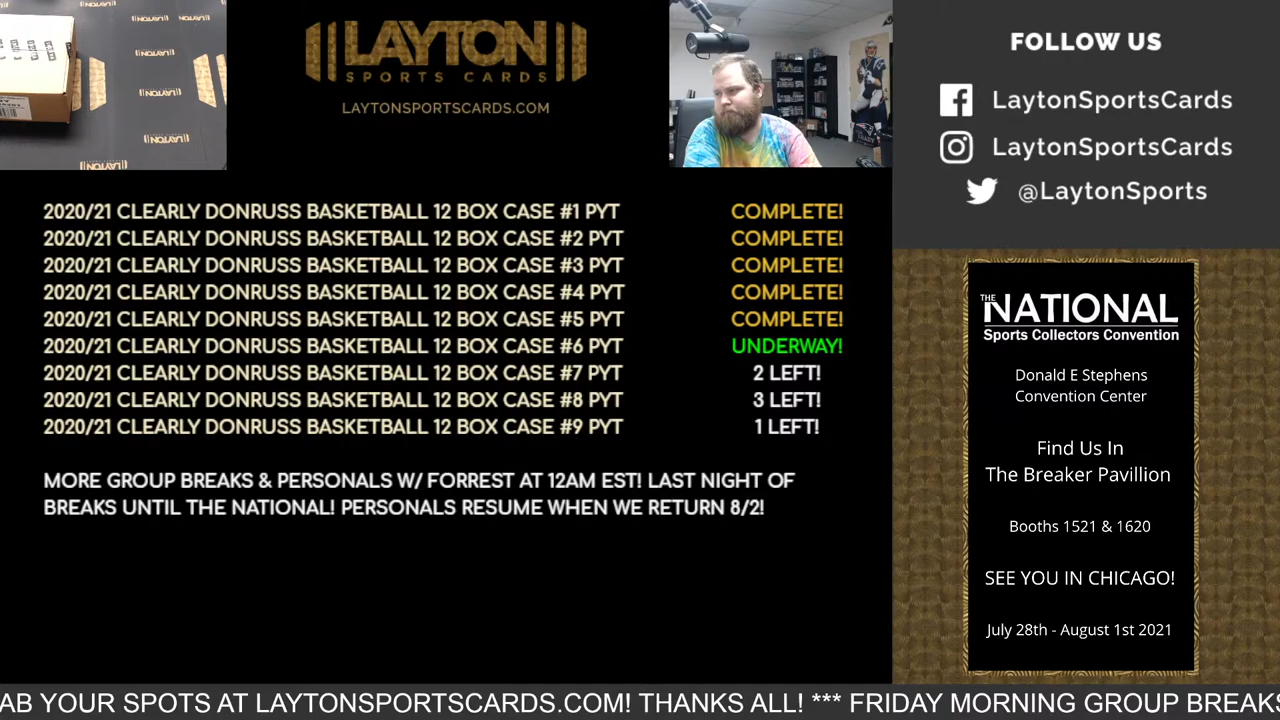 LAYTON
SPORTS CARDS
LAYTONSPORTSCARDS.COM
FOLLOW US
LaytonSportsCards
LaytonSportsCards
@LaytonSports
2020/21 CLEARLY DONRUSS BASKETBALL 12 BOX CASE #1 PYT COMPLETE!
2020/21 CLEARLY DONRUSS BASKETBALL 12 BOX CASE #2 PYT COMPLETE!
2020/21 CLEARLY DONRUSS BASKETBALL 12 BOX CASE #3 PYT COMPLETE!
2020/21 CLEARLY DONRUSS BASKETBALL 12 BOX CASE #4 PYT COMPLETE!
2020/21 CLEARLY DONRUSS BASKETBALL 12 BOX CASE #5 PYT COMPLETE!
2020/21 CLEARLY DONRUSS BASKETBALL 12 BOX CASE #6 PYT UNDERWAY!
2020/21 CLEARLY DONRUSS BASKETBALL 12 BOX CASE #7 PYT 2 LEFT!
2020/21 CLEARLY DONRUSS BASKETBALL 12 BOX CASE #8 PYT 3 LEFT!
2020/21 CLEARLY DONRUSS BASKETBALL 12 BOX CASE #9 PYT 1 LEFT!
MORE GROUP BREAKS & PERSONALS W/ FORREST AT 12AM EST! LAST NIGHT OF
BREAKS UNTIL THE NATIONAL! PERSONALS RESUME WHEN WE RETURN 8/2!
THE NATIONAL
Sports Collectors Convention
Donald E Stephens
Convention Center
Find Us In
The Breaker Pavillion
Booths 1521 & 1620
SEE YOU IN CHICAGO!
July 28th - August 1st 2021
AB YOUR SPOTS AT LAYTONSPORTSCARDS.COM! THANKS ALL! *** FRIDAY MORNING GROUP BREAKS